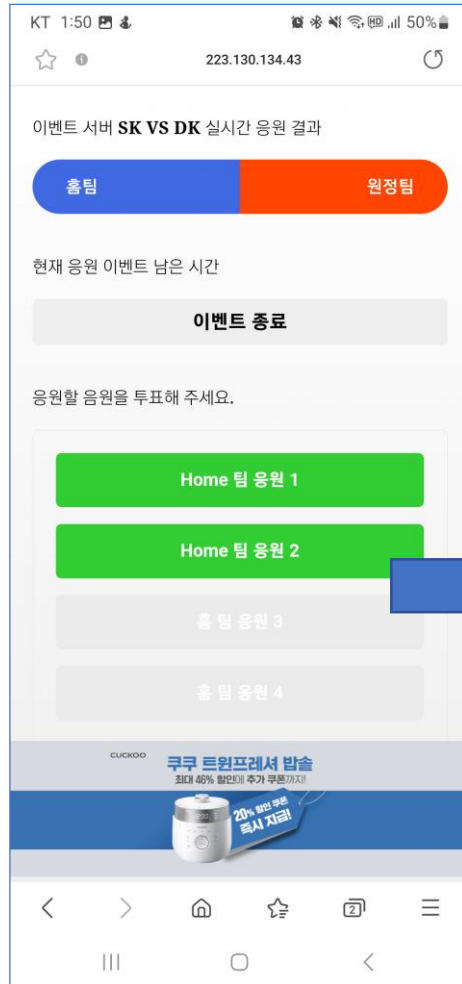 KT 1:50 50%
223.130.134.43
이벤트 서버 SK VS DK 실시간 응원 결과
홈팀 원정팀
현재 응원 이벤트 남은 시간
이벤트 종료
응원할 음원을 투표해 주세요.
Home 팀 응원 1
Home 팀 응원 2
홈 팀 응원 3
홈 팀 응원 4
CUCKOO
쿠쿠 트윈프레셔 밥솥
최대 46% 할인에 추가 쿠폰까지!
20% 할인 쿠폰
즉시 지급!
2